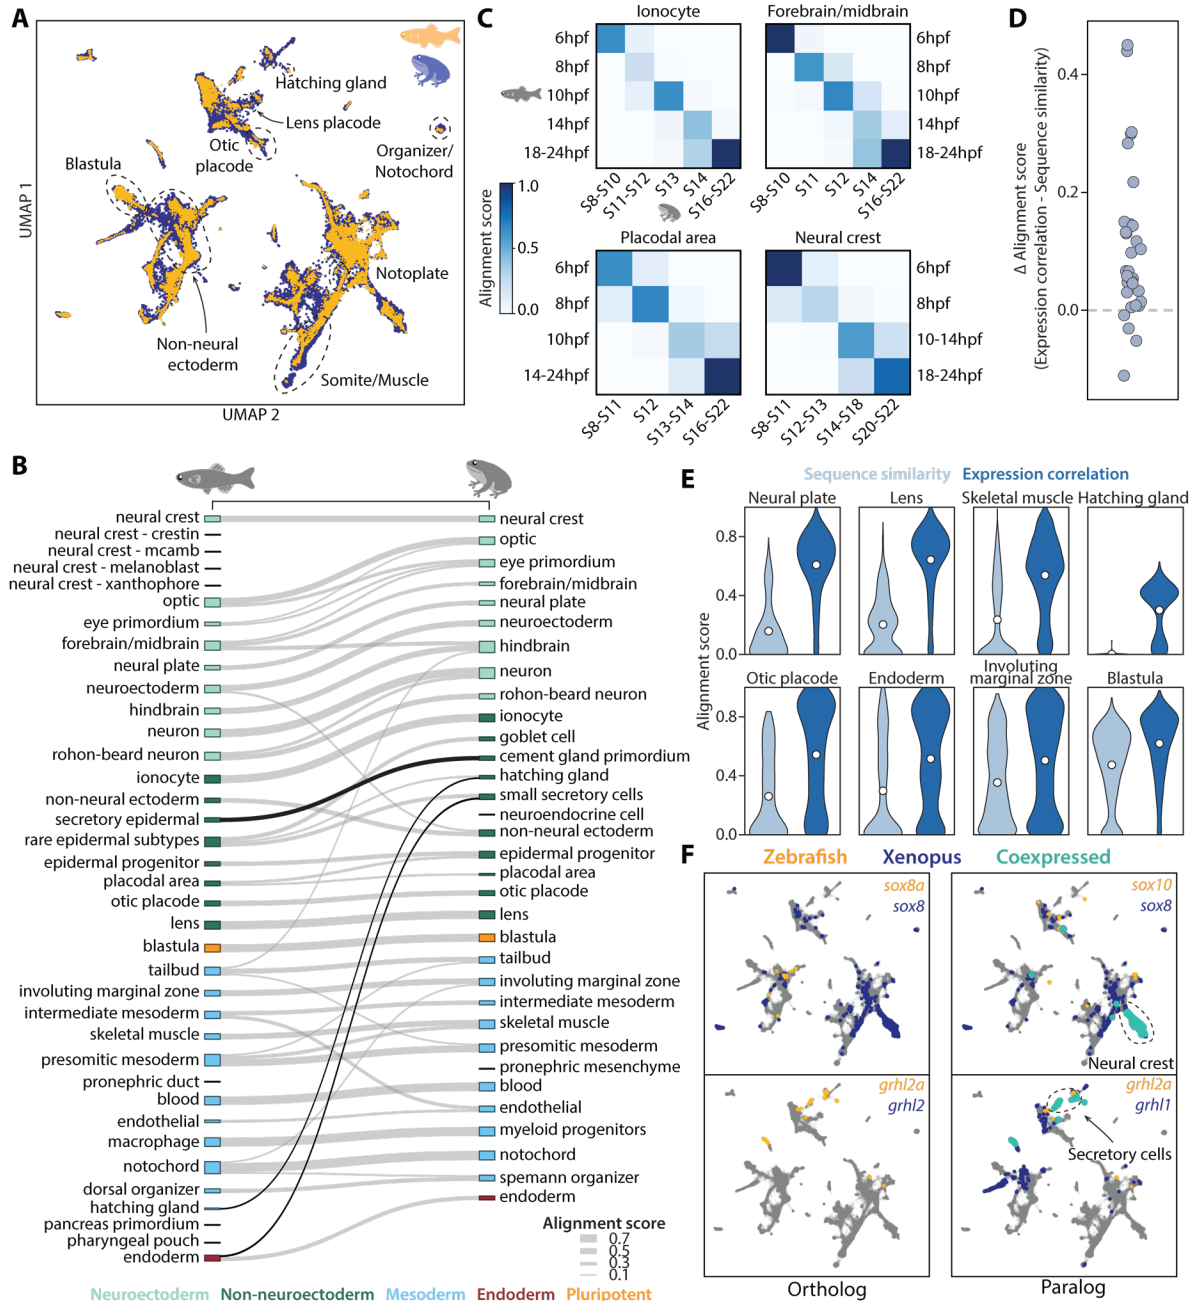 A
Hatching gland
Lens placode
Otic
placode
Organizer/
Notochord
Blastula
Notoplate
Non-neural
ectoderm
Somite/Muscle
UMAP 1
UMAP 2
C
Ionocyte
6hpf
8hpf
10hpf
14hpf
18-24hpf
S8-S10
S11-S12
S13
S14
S16-S22
Forebrain/midbrain
6hpf
8hpf
10hpf
14hpf
18-24hpf
S8-S10
S11
S12
S14
S16-S22
Alignment score
1.0
0.5
0.0
Placodal area
6hpf
8hpf
10hpf
14-24hpf
S8-S11
S12
S13-S14
S16-S22
Neural crest
6hpf
8hpf
10-14hpf
18-24hpf
S8-S11
S12-S13
S14-S18
S20-S22
D
Δ Alignment score
(Expression correlation - Sequence similarity)
0.4
0.2
0.0
B
neural crest
neural crest - crestin
neural crest - mcamb
neural crest - melanoblast
neural crest - xanthophore
optic
eye primordium
forebrain/midbrain
neural plate
neuroectoderm
hindbrain
neuron
rohon-beard neuron
ionocyte
non-neural ectoderm
secretory epidermal
rare epidermal subtypes
epidermal progenitor
placodal area
otic placode
lens
blastula
tailbud
involuting marginal zone
intermediate mesoderm
skeletal muscle
presomitic mesoderm
pronephric duct
blood
endothelial
macrophage
notochord
dorsal organizer
hatching gland
pancreas primordium
pharyngeal pouch
endoderm
neural crest
optic
eye primordium
forebrain/midbrain
neural plate
neuroectoderm
hindbrain
neuron
rohon-beard neuron
ionocyte
goblet cell
cement gland primordium
hatching gland
small secretory cells
neuroendocrine cell
non-neural ectoderm
epidermal progenitor
placodal area
otic placode
lens
blastula
tailbud
involuting marginal zone
intermediate mesoderm
skeletal muscle
presomitic mesoderm
pronephric mesenchyme
blood
endothelial
myeloid progenitors
notochord
spemann organizer
endoderm
Alignment score
0.7
0.5
0.3
0.1
Neuroectoderm Non-neuroectoderm Mesoderm Endoderm Pluripotent
E
Sequence similarity Expression correlation
Neural plate
Lens
Skeletal muscle
Hatching gland
0.8
0.4
0.0
Alignment score
Otic placode
Endoderm
Involuting
marginal zone
Blastula
0.8
0.4
0.0
F
Zebrafish Xenopus Coexpressed
sox8a
sox8
sox10
sox8
Neural crest
grhl2a
grhl2
grhl2a
grhl1
Secretory cells
Ortholog
Paralog